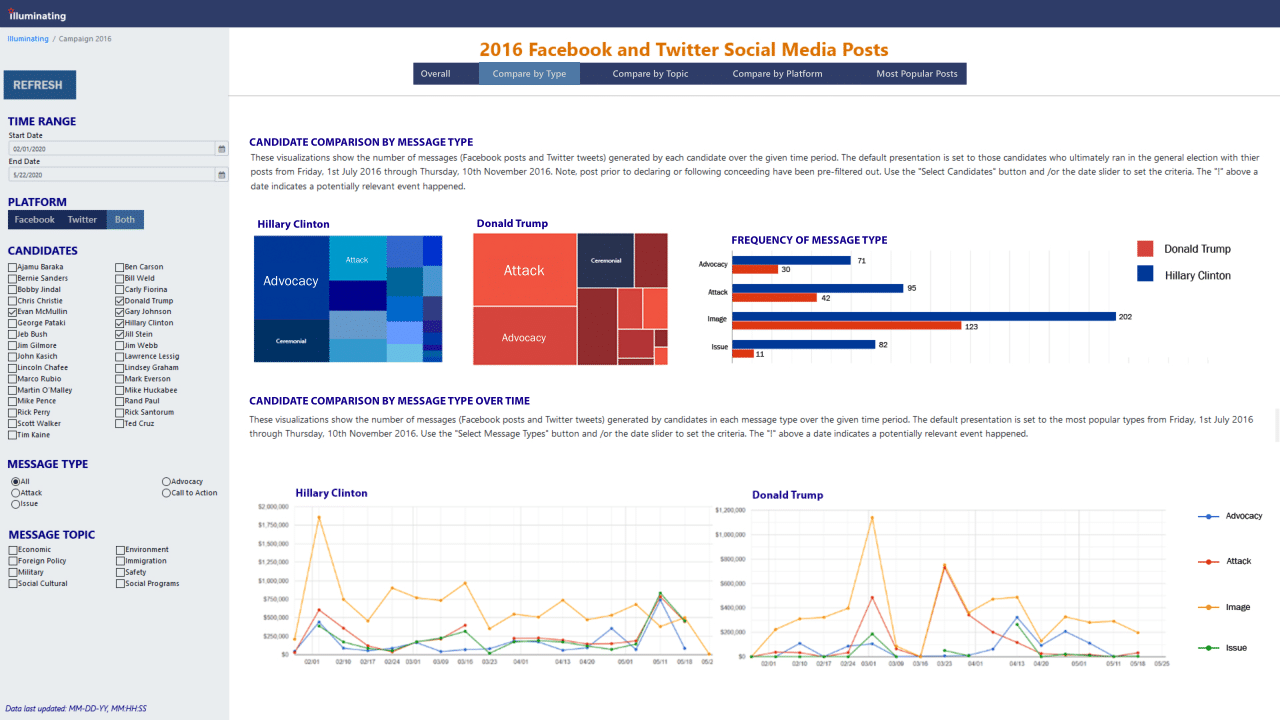 illuminating
Illuminating / Campaign 2016
REFRESH
TIME RANGE
Start Date
02/01/2020
End Date
5/22/2020
PLATFORM
Facebook Twitter Both
CANDIDATES
Ajamu Baraka Ben Carson
Bernie Sanders Bill Weld
Bobby Jindal Carly Fiorina
Chris Christie Donald Trump
Evan McMullin Gary Johnson
George Pataki Hillary Clinton
Jeb Bush Jill Stein
Jim Gilmore Jim Webb
John Kasich Lawrence Lessig
Lincoln Chafee Lindsey Graham
Marco Rubio Mark Everson
Martin O'Malley Mike Huckabee
Mike Pence Rand Paul
Rick Perry Rick Santorum
Scott Walker Ted Cruz
Tim Kaine
MESSAGE TYPE
All Advocacy
Attack Call to Action
Issue
MESSAGE TOPIC
Economic Environment
Foreign Policy Immigration
Military Safety
Social Cultural Social Programs
Data last updated: MM-DD-YY, MM:HH:SS
2016 Facebook and Twitter Social Media Posts
Overall Compare by Type Compare by Topic Compare by Platform Most Popular Posts
CANDIDATE COMPARISON BY MESSAGE TYPE
These visualizations show the number of messages (Facebook posts and Twitter tweets) generated by each candidate over the given time period. The default presentation is set to those candidates who ultimately ran in the general election with thier
posts from Friday, 1st July 2016 through Thursday, 10th November 2016. Note, post prior to declaring or following conceeding have been pre-filtered out. Use the "Select Candidates" button and /or the date slider to set the criteria. The "!" above a
date indicates a potentially relevant event happened.
Hillary Clinton
Advocacy
Attack
Ceremonial
Donald Trump
Attack
Ceremonial
Advocacy
FREQUENCY OF MESSAGE TYPE
Advocacy 71
30
Attack 95
42
Image 202
123
Issue 82
11
Donald Trump
Hillary Clinton
CANDIDATE COMPARISON BY MESSAGE TYPE OVER TIME
These visualizations show the number of messages (Facebook posts and Twitter tweets) generated by candidates in each message type over the given time period. The default presentation is set to the most popular types from Friday, 1st July 2016
through Thursday, 10th November 2016. Use the "Select Message Types" button and /or the date slider to set the criteria. The "!" above a date indicates a potentially relevant event happened.
Hillary Clinton
$2,000,000
$1,750,000
$1,500,000
$1,250,000
$1,000,000
$750,000
$500,000
$250,000
$0
02/01 02/10 02/17 02/24 03/01 03/09 03/16 03/23 04/01 04/13 04/20 05/01 05/11 05/18 05/2
Donald Trump
$1,200,000
$1,000,000
$800,000
$600,000
$400,000
$200,000
$0
02/01 02/10 02/17 02/24 03/01 03/09 03/16 03/23 04/01 04/13 04/20 05/01 05/11 05/18 05/25
Advocacy
Attack
Image
Issue